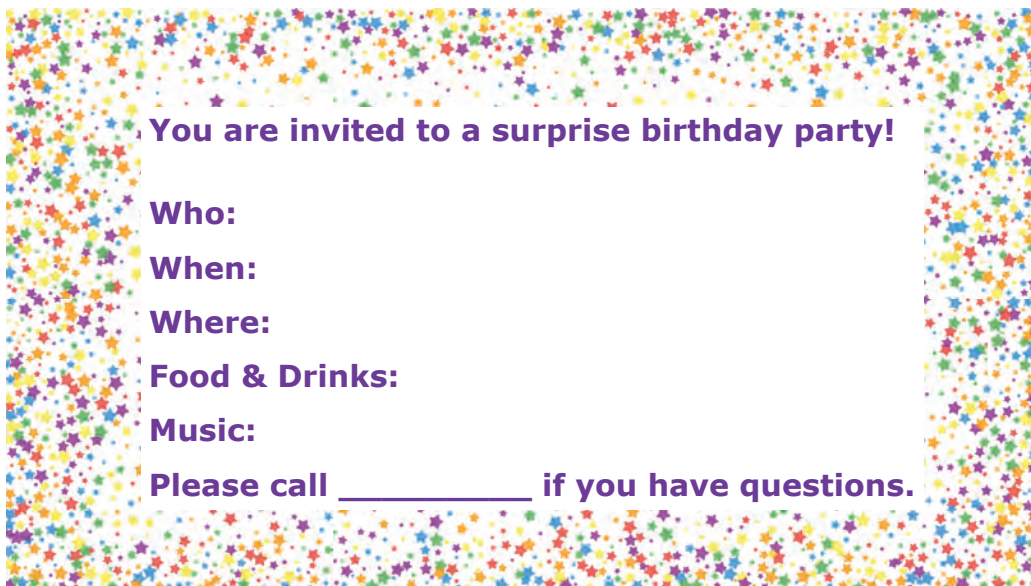 You are invited to a surprise birthday party!
Who:
When:
Where:
Food & Drinks:
Music:
Please call ___________ if you have questions.